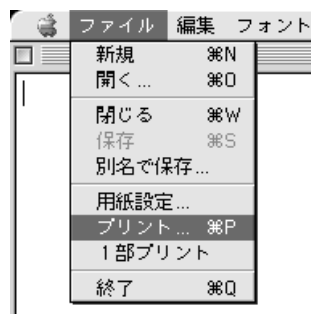 ファイル 編集 フォント
新規 ⌘N
開く... ⌘O
閉じる ⌘W
保存 ⌘S
別名で保存...
用紙設定...
プリント... ⌘P
1部プリント
終了 ⌘Q